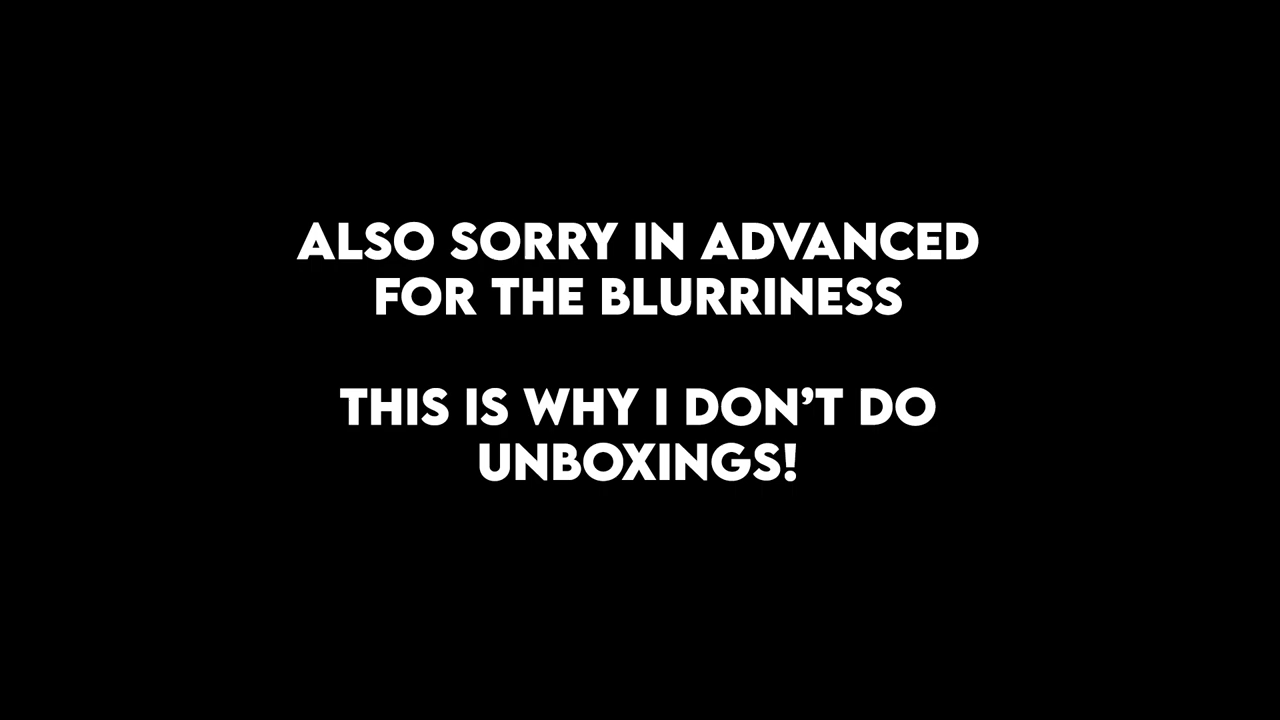 ALSO SORRY IN ADVANCED
FOR THE BLURRINESS
THIS IS WHY I DON’T DO
UNBOXINGS!